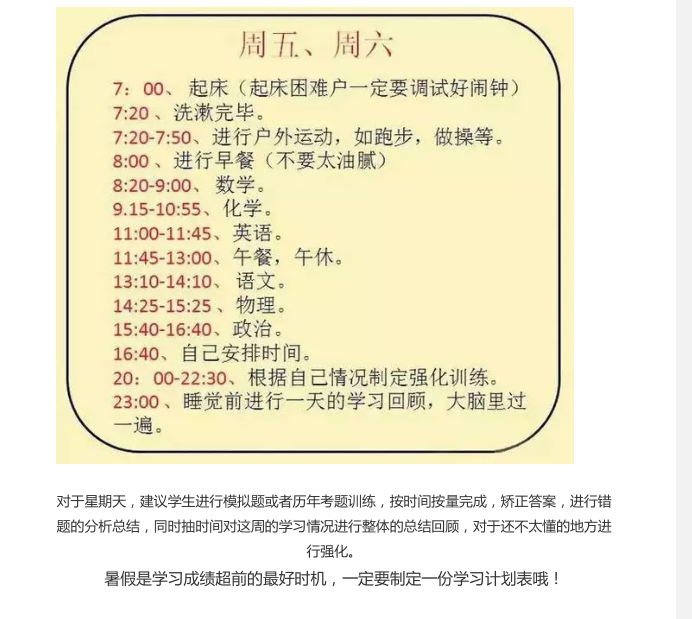 周五、周六
7：00、 起床（起床困难户一定要调试好闹钟）
7:20 、洗漱完毕。
7:20-7:50、进行户外运动，如跑步，做操等。
8:00 、进行早餐（不要太油腻）
8:20-9:00、 数学。
9.15-10:55、化学。
11:00-11:45、英语。
11:45-13:00、午餐，午休。
13:10-14:10、 语文。
14:25-15:25 、物理。
15:40-16:40、政治。
16:40、自己安排时间。
20：00-22:30、根据自己情况制定强化训练。
23:00 、睡觉前进行一天的学习回顾，大脑里过
一遍。
对于星期天，建议学生进行模拟题或者历年考题训练，按时间按量完成，矫正答案，进行错
题的分析总结，同时抽时间对这周的学习情况进行整体的总结回顾，对于还不太懂的地方进
行强化。
暑假是学习成绩超前的最好时机，一定要制定一份学习计划表哦！